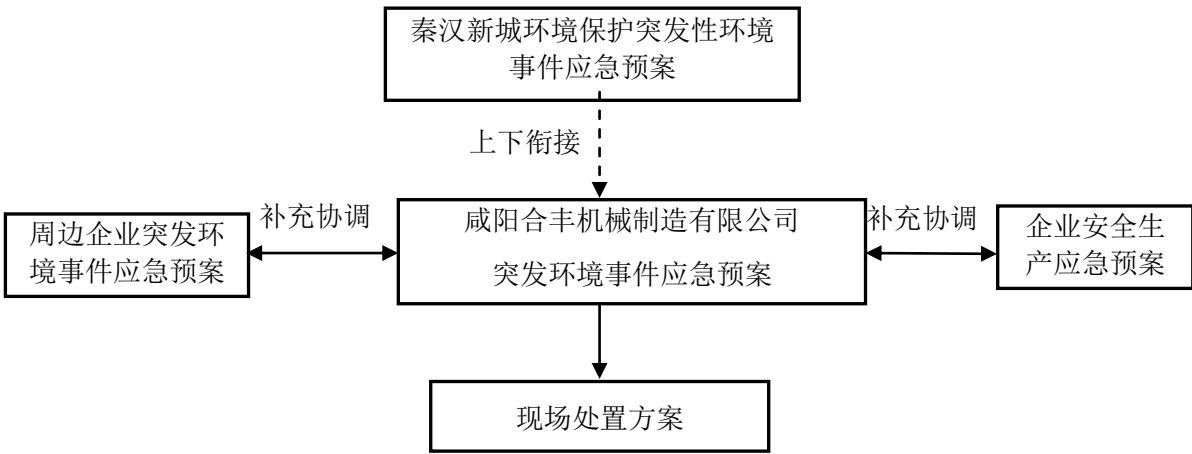 秦汉新城环境保护突发性环境
事件应急预案
上下衔接
周边企业突发环
境事件应急预案
补充协调
咸阳合丰机械制造有限公司
突发环境事件应急预案
补充协调
企业安全生
产应急预案
现场处置方案